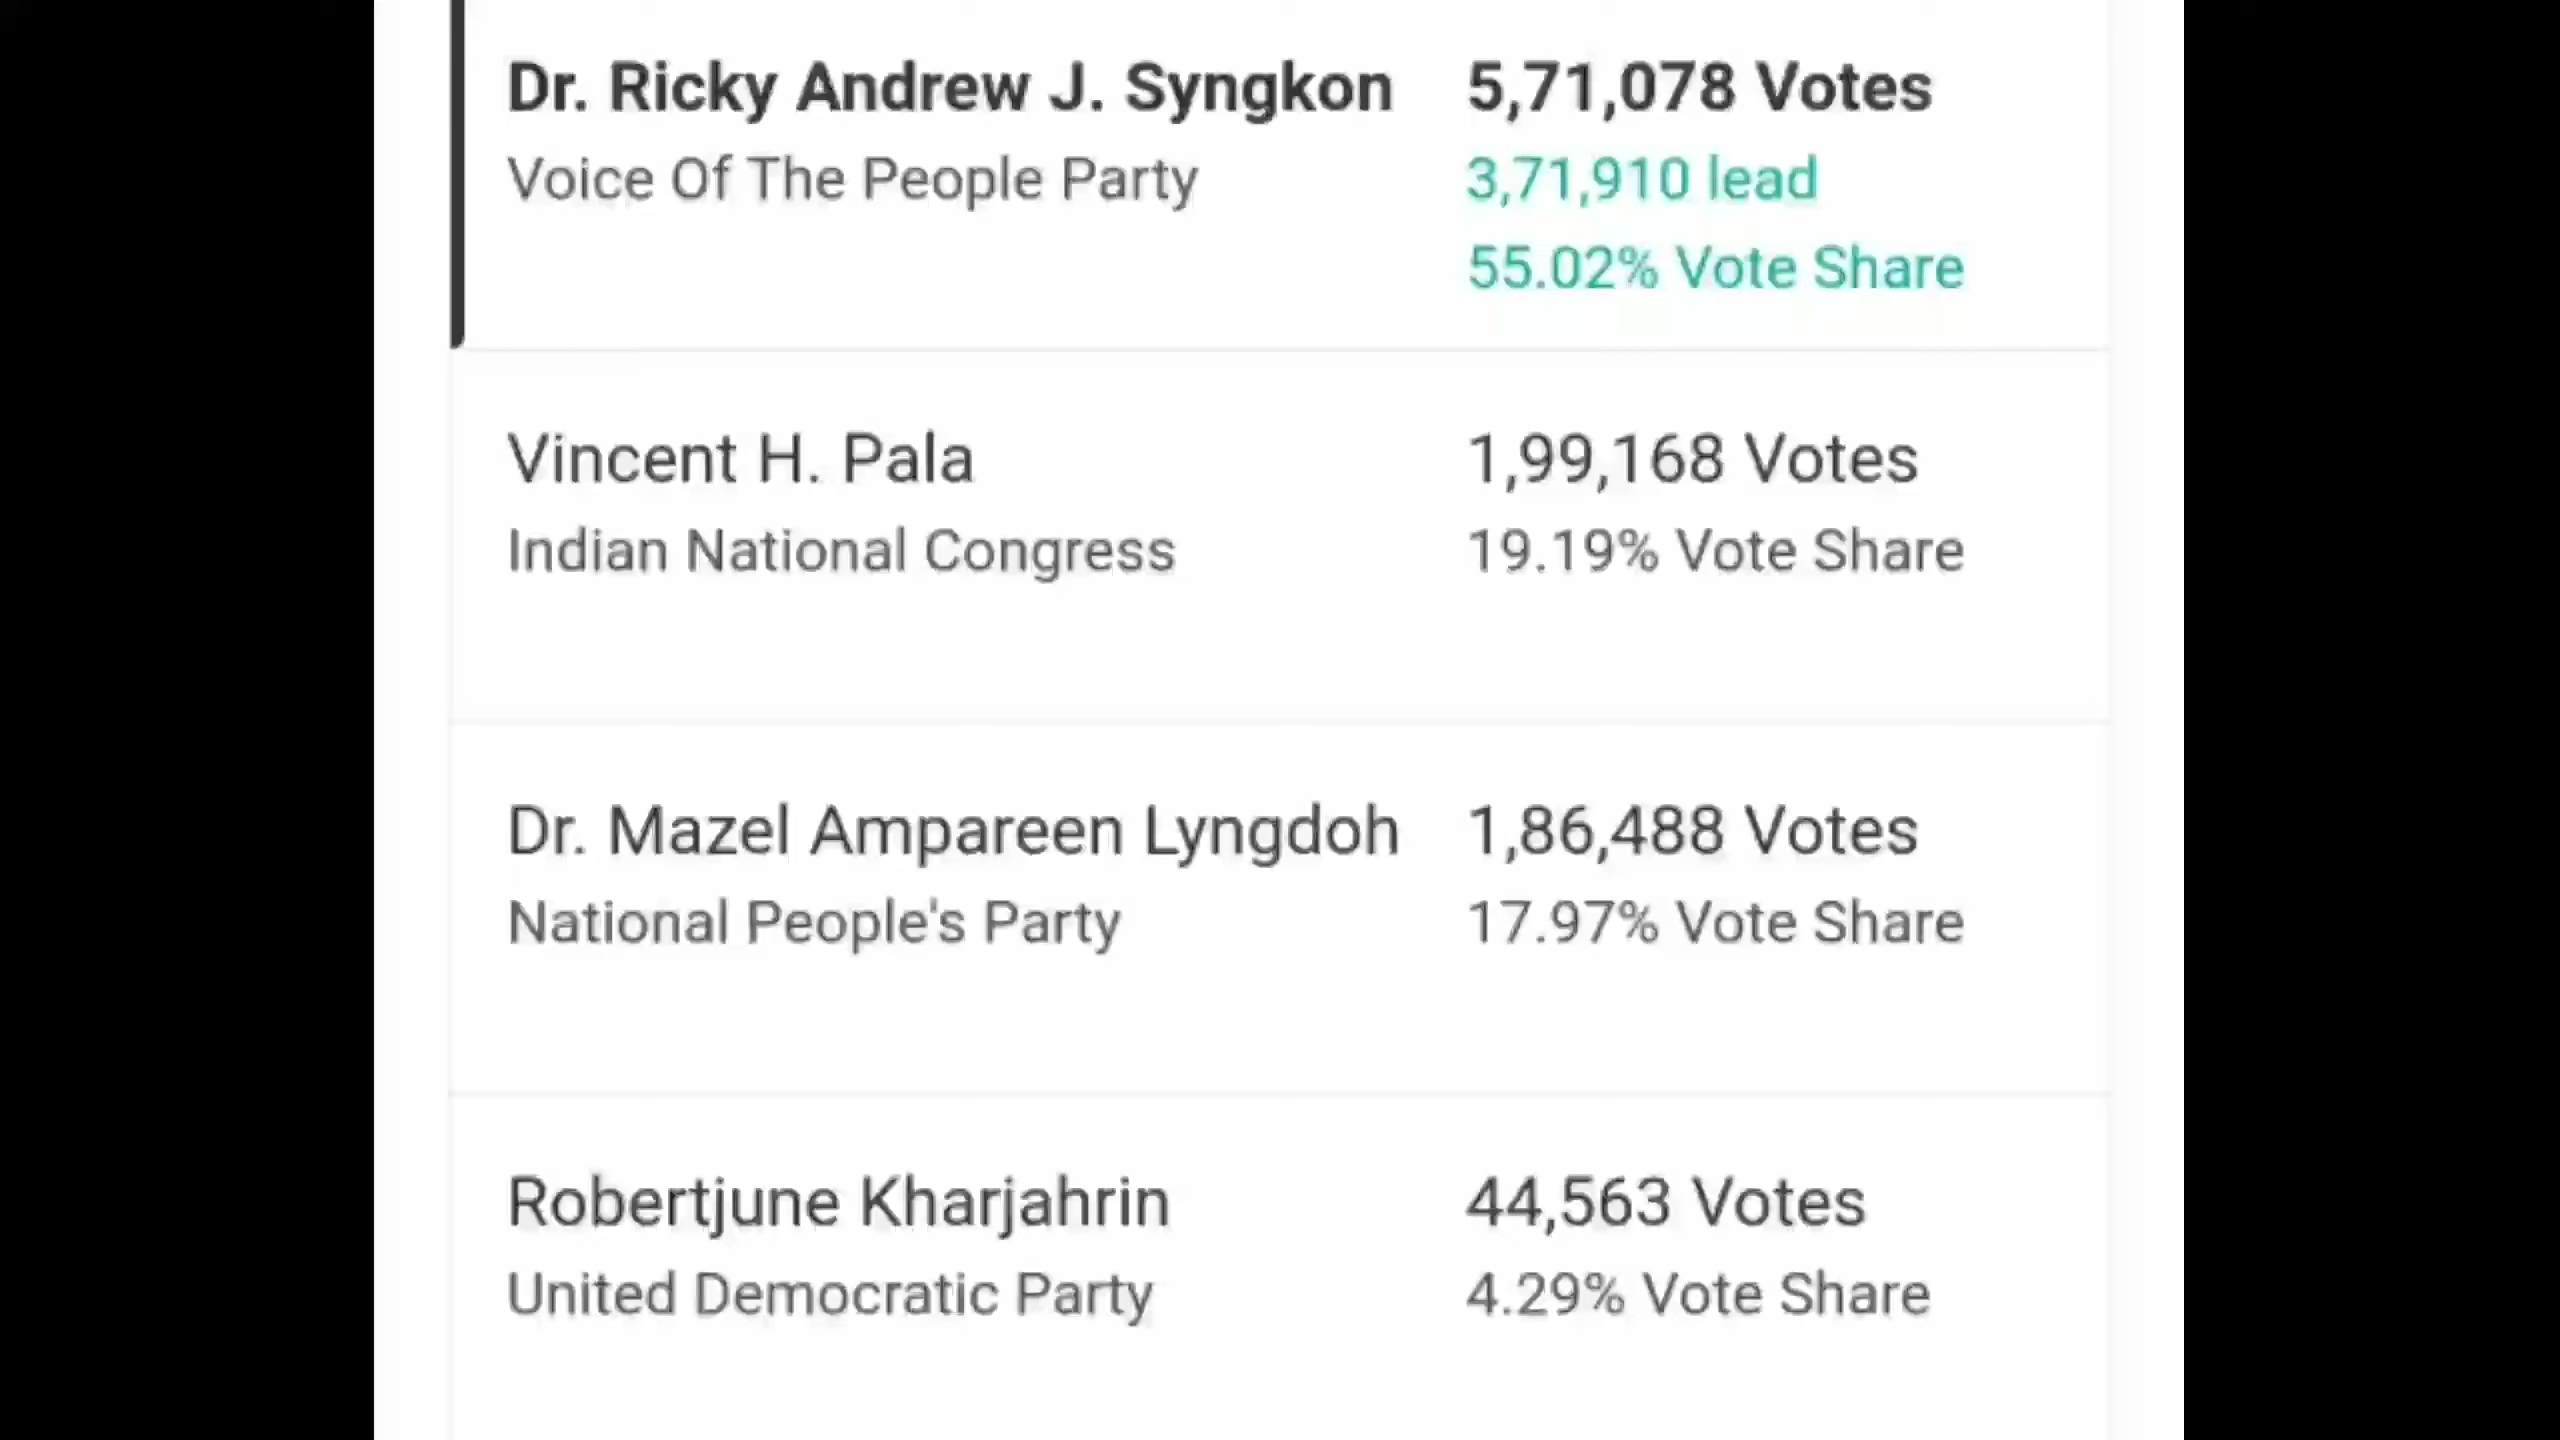 Dr. Ricky Andrew J. Syngkon
5,71,078 Votes
Voice Of The People Party
3,71,910 lead
55.02% Vote Share
Vincent H. Pala
1,99,168 Votes
Indian National Congress
19.19% Vote Share
Dr. Mazel Ampareen Lyngdoh
1,86,488 Votes
National People's Party
17.97% Vote Share
Robertjune Kharjahrin
44,563 Votes
United Democratic Party
4.29% Vote Share